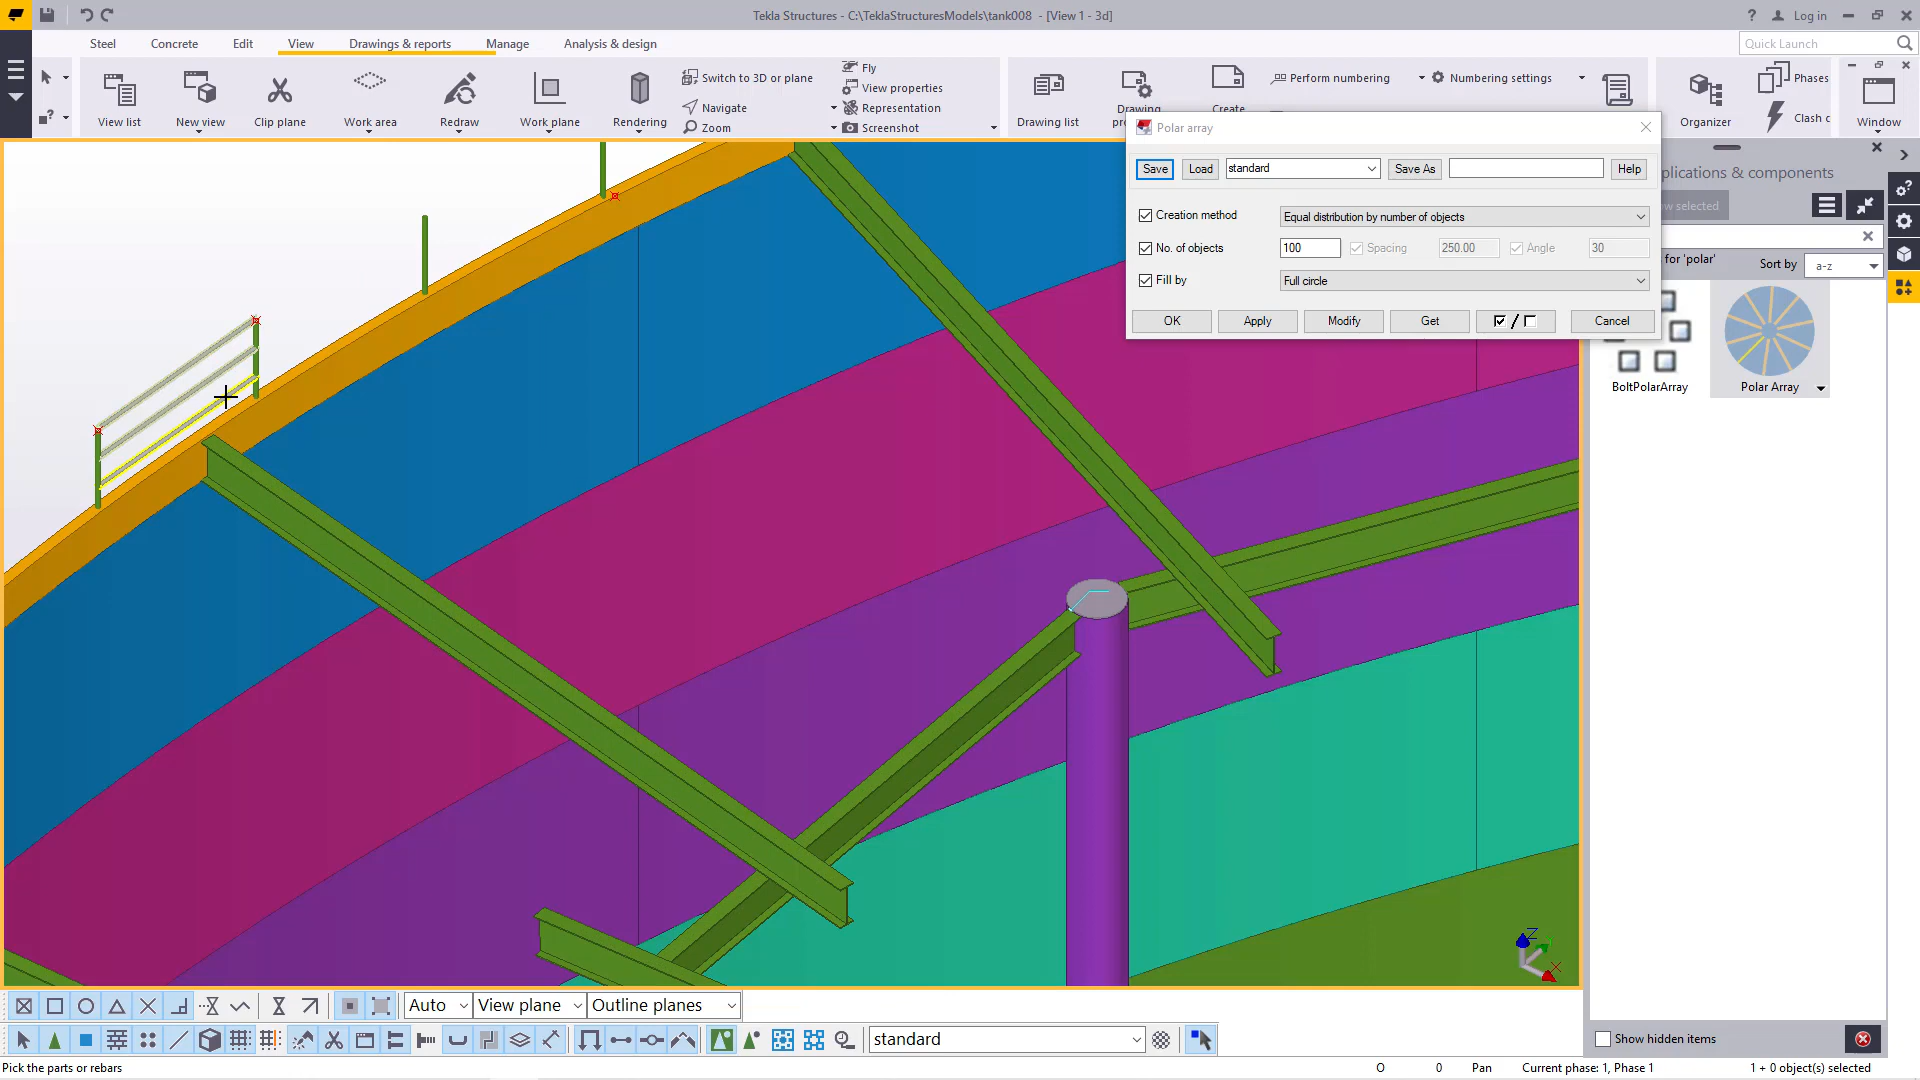 Tekla Structures - C:\TeklaStructuresModels\tank008 - [View 1 - 3d]
? Log in
Steel Concrete Edit View Drawings & reports Manage Analysis & design
Quick Launch
Fly
Switch to 3D or plane
View properties
Perform numbering
Numbering settings
Phases
Navigate
Representation
Drawing
Create
View list
New view
Clip plane
Work area
Redraw
Work plane
Rendering
Zoom
Screenshot
Drawing list
Organizer
Clash c
Window
Polar array
Save
Load
standard
Save As
Help
plications & components
Creation method
Equal distribution by number of objects
No. of objects
100
Spacing
250.00
Angle
30
for 'polar'
Sort by
a-z
Fill by
Full circle
OK
Apply
Modify
Get
/
Cancel
BoltPolarArray
Polar Array
Z
X
Auto
View plane
Outline planes
standard
Show hidden items
Pick the parts or rebars
O
0
Pan
Current phase: 1, Phase 1
1 + 0 object(s) selected